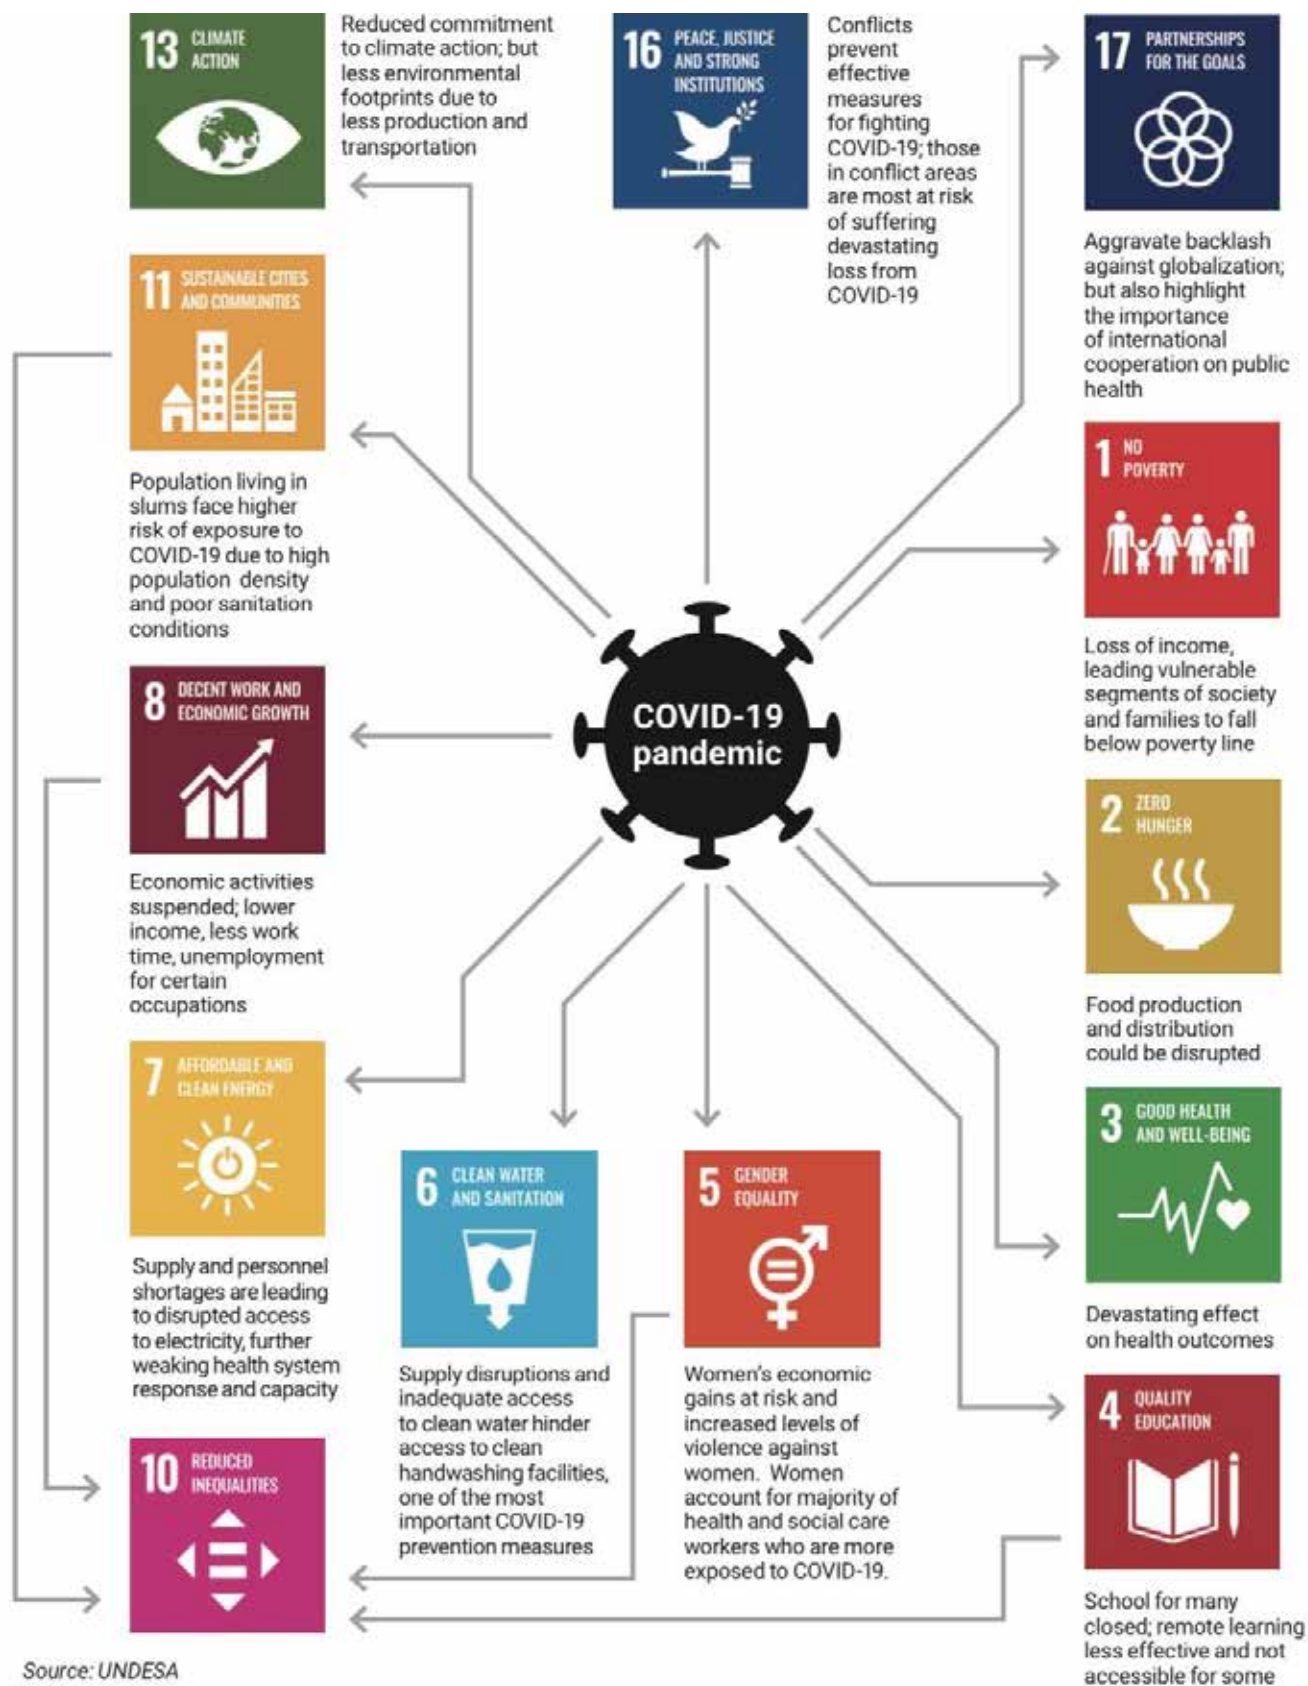 13 CLIMATE
ACTION
Reduced commitment
to climate action; but
less environmental
footprints due to
less production and
transportation
16 PEACE, JUSTICE
AND STRONG
INSTITUTIONS
Conflicts
prevent
effective
measures
for fighting
COVID-19; those
in conflict areas
are most at risk
of suffering
devastating
loss from
COVID-19
17 PARTNERSHIPS
FOR THE GOALS
Aggravate backlash
against globalization;
but also highlight
the importance
of international
cooperation on public
health
11 SUSTAINABLE CITIES
AND COMMUNITIES
Population living in
slums face higher
risk of exposure to
COVID-19 due to high
population density
and poor sanitation
conditions
1 NO
POVERTY
Loss of income,
leading vulnerable
segments of society
and families to fall
below poverty line
COVID-19
pandemic
8 DECENT WORK AND
ECONOMIC GROWTH
Economic activities
suspended; lower
income, less work
time, unemployment
for certain
occupations
2 ZERO
HUNGER
Food production
and distribution
could be disrupted
7 AFFORDABLE AND
CLEAN ENERGY
Supply and personnel
shortages are leading
to disrupted access
to electricity, further
weaking health system
response and capacity
6 CLEAN WATER
AND SANITATION
Supply disruptions and
inadequate access
to clean water hinder
access to clean
handwashing facilities,
one of the most
important COVID-19
prevention measures
5 GENDER
EQUALITY
Women's economic
gains at risk and
increased levels of
violence against
women. Women
account for majority of
health and social care
workers who are more
exposed to COVID-19.
3 GOOD HEALTH
AND WELL-BEING
Devastating effect
on health outcomes
4 QUALITY
EDUCATION
School for many
closed; remote learning
less effective and not
accessible for some
10 REDUCED
INEQUALITIES
Source: UNDESA